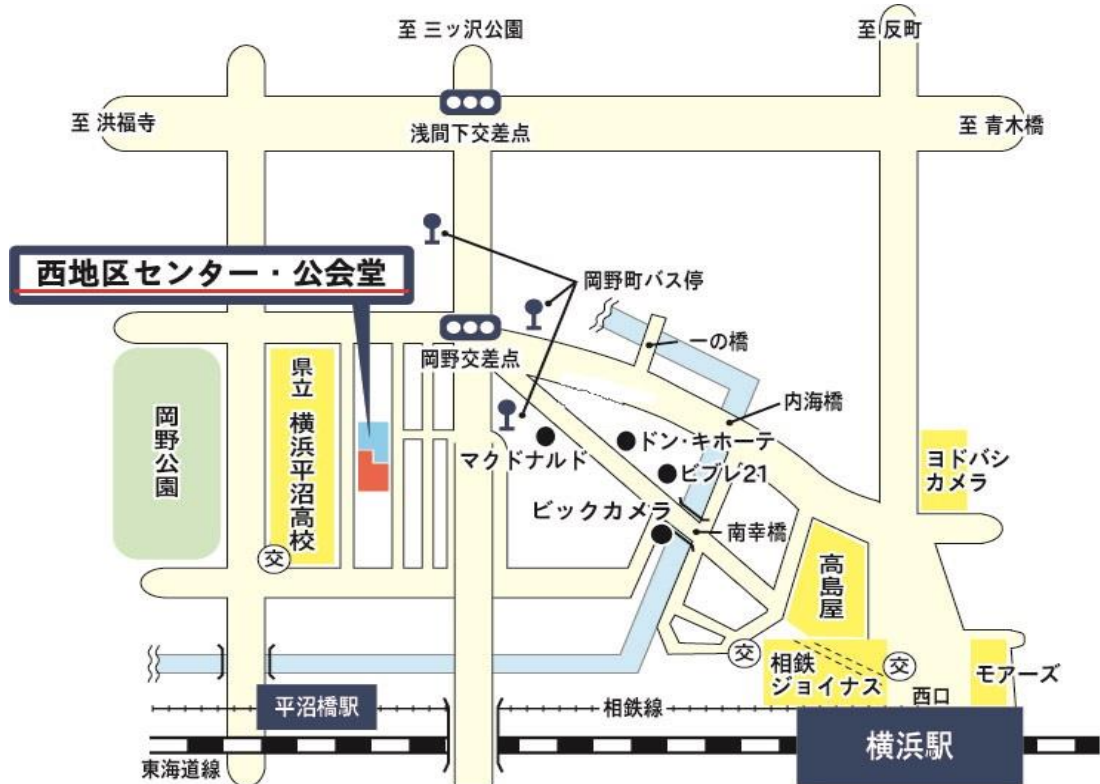 至 三ッ沢公園
至 反町
至 洪福寺
浅間下交差点
至 青木橋
西地区センター・公会堂
岡野町バス停
一の橋
岡野交差点
内海橋
岡野公園
県立 横浜平沼高校
マクドナルド
ドン・キホーテ
ビブレ21
ヨドバシ
カメラ
ビックカメラ
南幸橋
交
高島屋
交
相鉄
ジョイナス
交
モアーズ
西口
平沼橋駅
相鉄線
横浜駅
東海道線